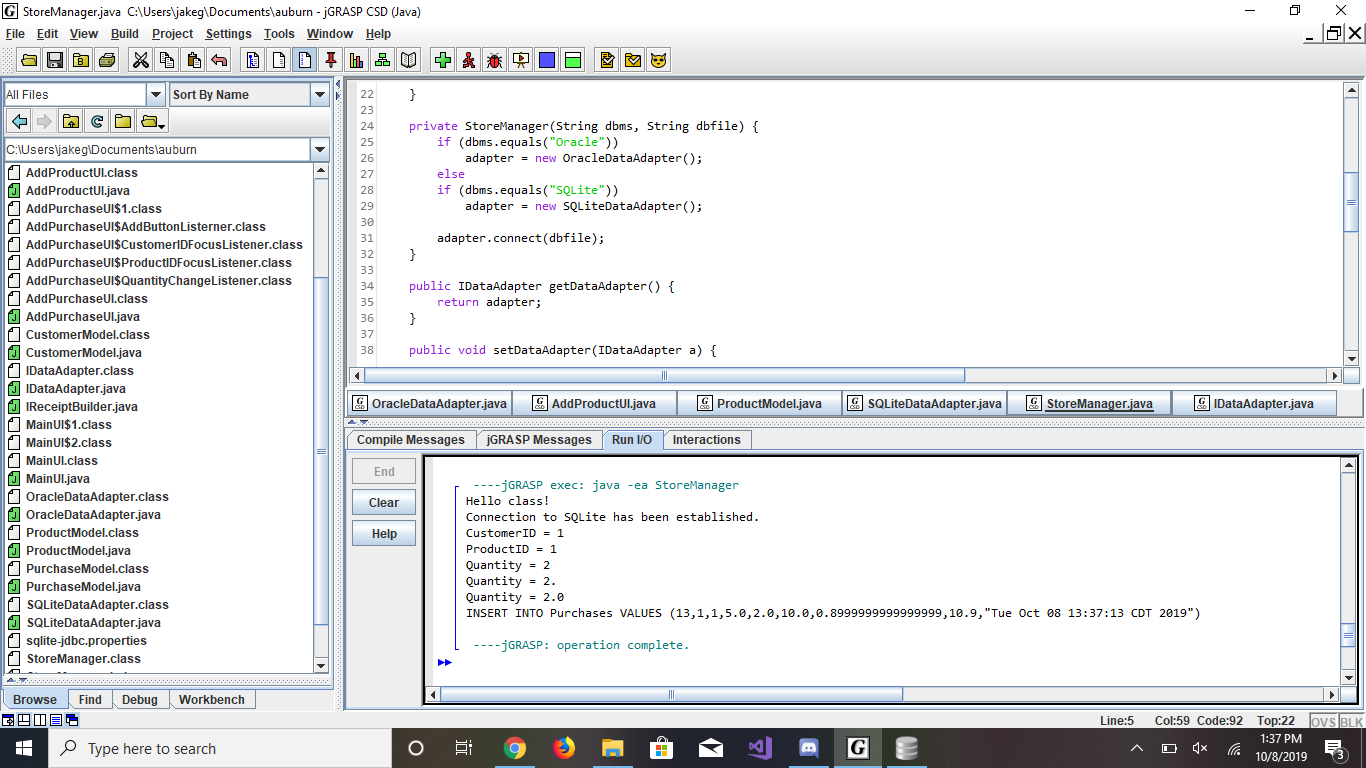 StoreManager.java  C:\Users\jakeg\Documents\auburn - jGRASP CSD (Java)
File Edit View Build Project Settings Tools Window Help
All Files
Sort By Name
C:\Users\jakeg\Documents\auburn
AddProductUI.class
AddProductUI.java
AddPurchaseUI$1.class
AddPurchaseUI$AddButtonListerner.class
AddPurchaseUI$CustomerIDFocusListener.class
AddPurchaseUI$ProductIDFocusListener.class
AddPurchaseUI$QuantityChangeListener.class
AddPurchaseUI.class
AddPurchaseUI.java
CustomerModel.class
CustomerModel.java
IDataAdapter.class
IDataAdapter.java
IReceiptBuilder.java
MainUI$1.class
MainUI$2.class
MainUI.class
MainUI.java
OracleDataAdapter.class
OracleDataAdapter.java
ProductModel.class
ProductModel.java
PurchaseModel.class
PurchaseModel.java
SQLiteDataAdapter.class
SQLiteDataAdapter.java
sqlite-jdbc.properties
StoreManager.class
Browse Find Debug Workbench
22 }
23
24 private StoreManager(String dbms, String dbfile) {
25 if (dbms.equals("Oracle"))
26 adapter = new OracleDataAdapter();
27 else
28 if (dbms.equals("SQLite"))
29 adapter = new SQLiteDataAdapter();
30
31 adapter.connect(dbfile);
32 }
33
34 public IDataAdapter getDataAdapter() {
35 return adapter;
36 }
37
38 public void setDataAdapter(IDataAdapter a) {
OracleDataAdapter.java AddProductUI.java ProductModel.java SQLiteDataAdapter.java StoreManager.java IDataAdapter.java
Compile Messages jGRASP Messages Run I/O Interactions
End
Clear
Help
----jGRASP exec: java -ea StoreManager
Hello class!
Connection to SQLite has been established.
CustomerID = 1
ProductID = 1
Quantity = 2
Quantity = 2.
Quantity = 2.0
INSERT INTO Purchases VALUES (13,1,1,5.0,2.0,10.0,0.8999999999999999,10.9,"Tue Oct 08 13:37:13 CDT 2019")
----jGRASP: operation complete.
Line:5 Col:59 Code:92 Top:22 OVS BLK
Type here to search
1:37 PM
10/8/2019
3